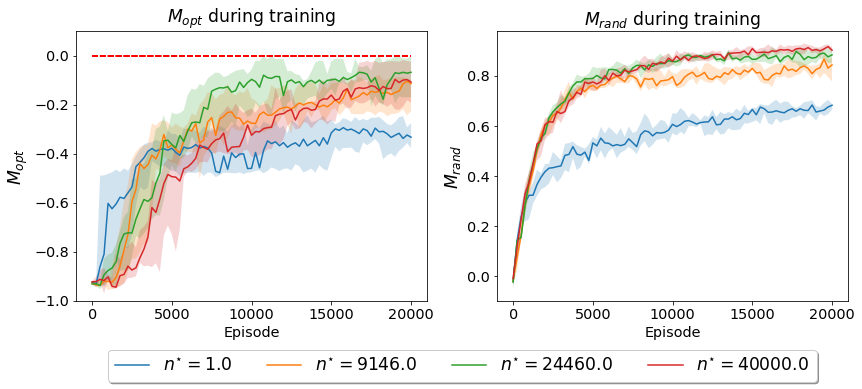 M_opt during training
0.0
−0.2
−0.4
−0.6
−0.8
−1.0
M_opt
0 5000 10000 15000 20000
Episode
M_rand during training
0.8
0.6
0.4
0.2
0.0
M_rand
0 5000 10000 15000 20000
Episode
n* = 1.0 n* = 9146.0 n* = 24460.0 n* = 40000.0